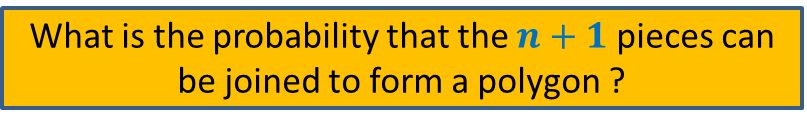 What is the probability that the n + 1 pieces can
be joined to form a polygon ?